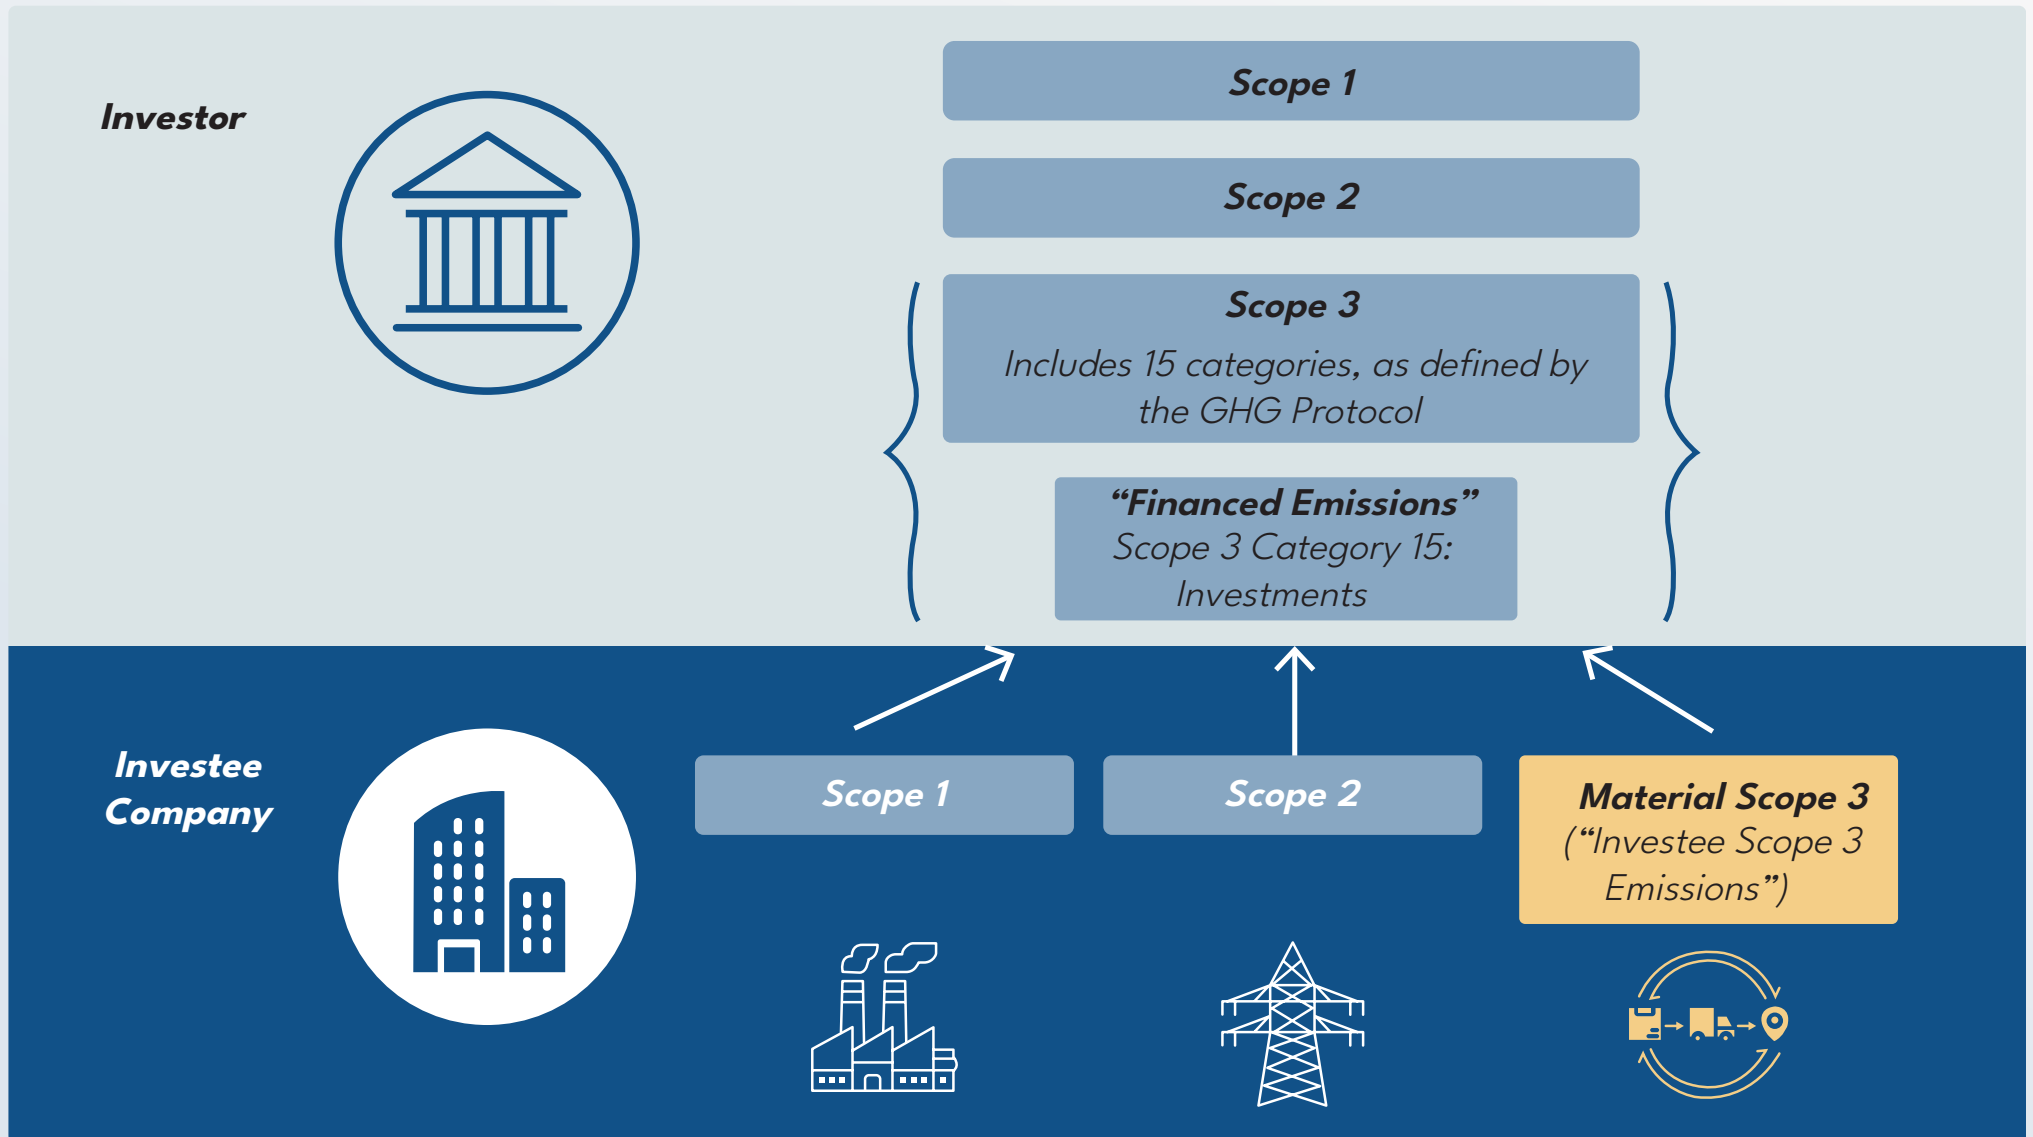 Investor
Scope 1
Scope 2
Scope 3
Includes 15 categories, as defined by
the GHG Protocol
“Financed Emissions”
Scope 3 Category 15:
Investments
Investee
Company
Scope 1
Scope 2
Material Scope 3
(“Investee Scope 3
Emissions”)